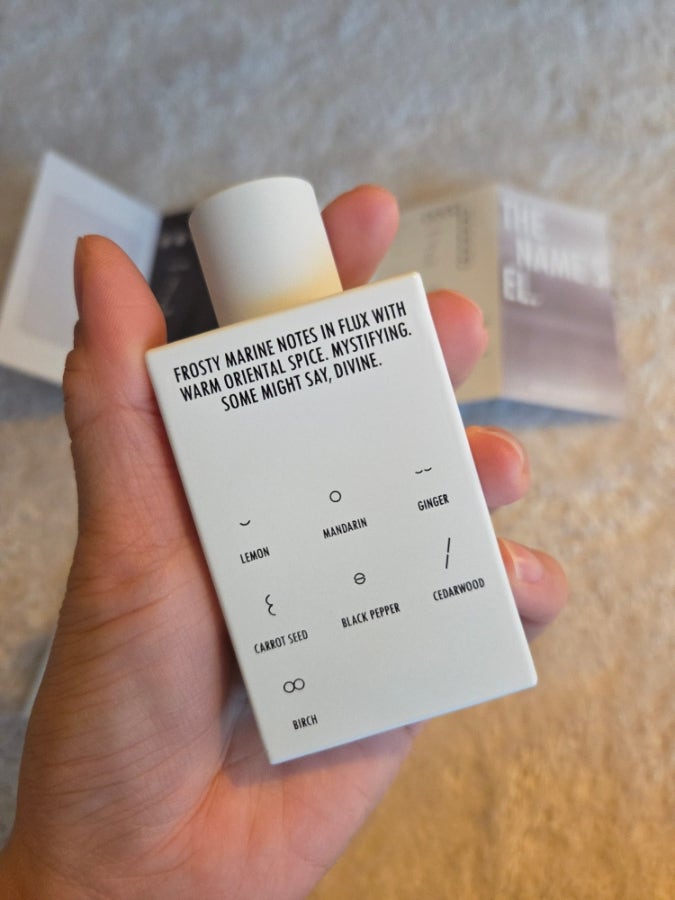 FROSTY MARINE NOTES IN FLUX WITH
WARM ORIENTAL SPICE. MYSTIFYING.
SOME MIGHT SAY, DIVINE.
LEMON
MANDARIN
GINGER
CARROT SEED
BLACK PEPPER
CEDARWOOD
BIRCH
THE
NAME'S
EL.